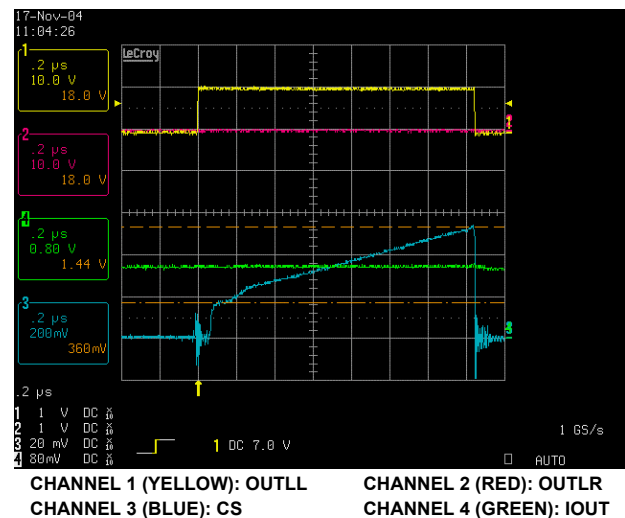 17-Nov-04
11:04:26
LeCroy
1
.2 µs
10.0 V
18.0 V
1
2
.2 µs
10.0 V
18.0 V
4
.2 µs
0.80 V
1.44 V
3
.2 µs
200mV
360mV
3
.2 µs
1 1 V DC
2 1 V DC
3 20 mV DC
4 80mV DC
1 DC 7.0 V
1 GS/s
AUTO
CHANNEL 1 (YELLOW): OUTLL CHANNEL 2 (RED): OUTLR
CHANNEL 3 (BLUE): CS CHANNEL 4 (GREEN): IOUT